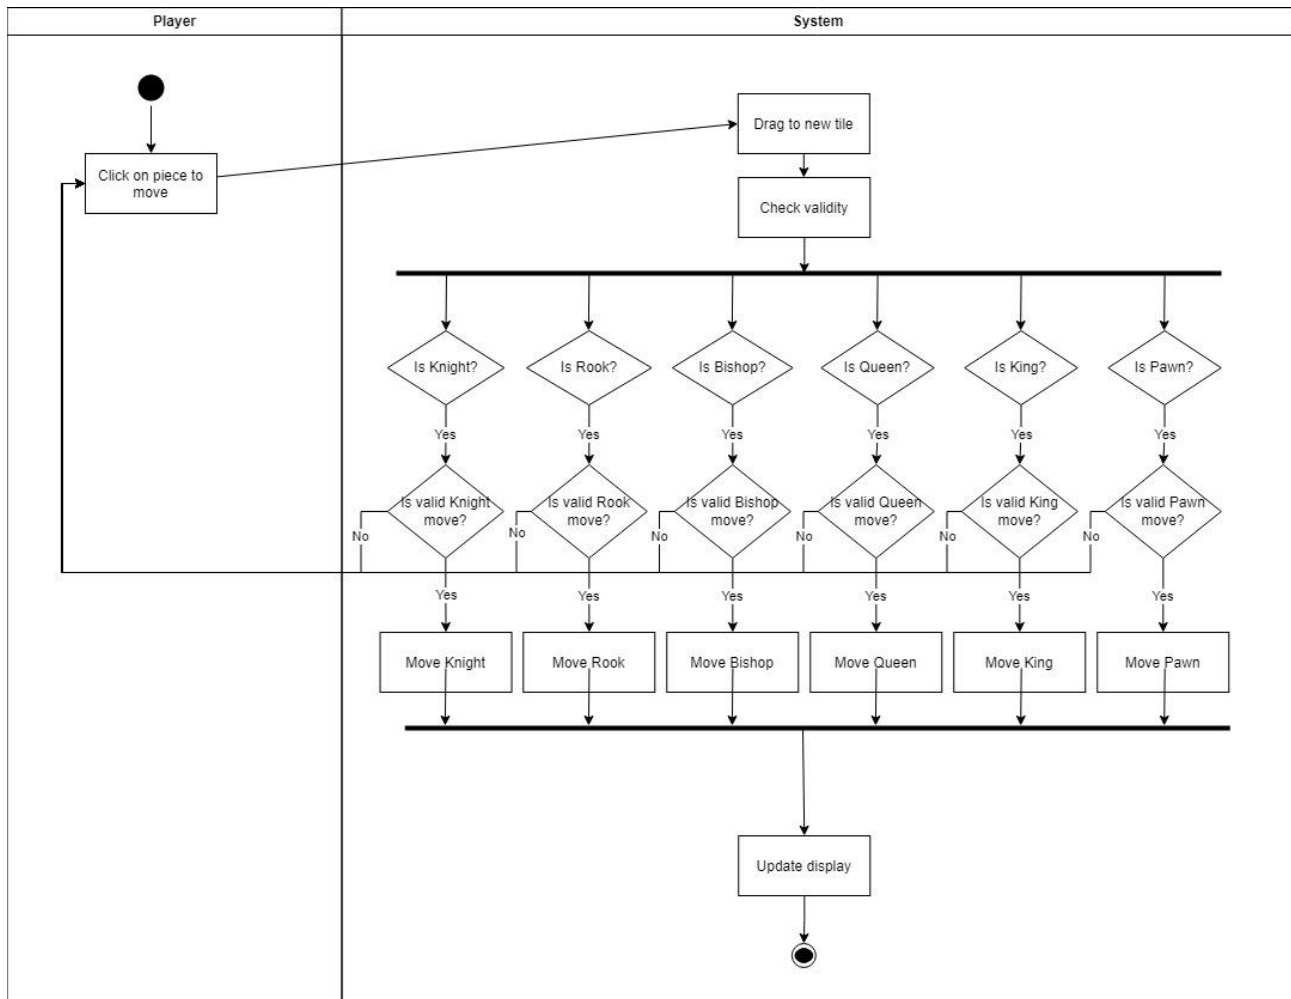 Player
System
Drag to new tile
Click on piece to
move
Check validity
Is Knight?
Is Rook?
Is Bishop?
Is Queen?
Is King?
Is Pawn?
Yes
Yes
Yes
Yes
Yes
Yes
Is valid Knight
move?
Is valid Rook
move?
Is valid Bishop
move?
Is valid Queen
move?
Is valid King
move?
Is valid Pawn
move?
No
No
No
No
No
No
Yes
Yes
Yes
Yes
Yes
Yes
Move Knight
Move Rook
Move Bishop
Move Queen
Move King
Move Pawn
Update display